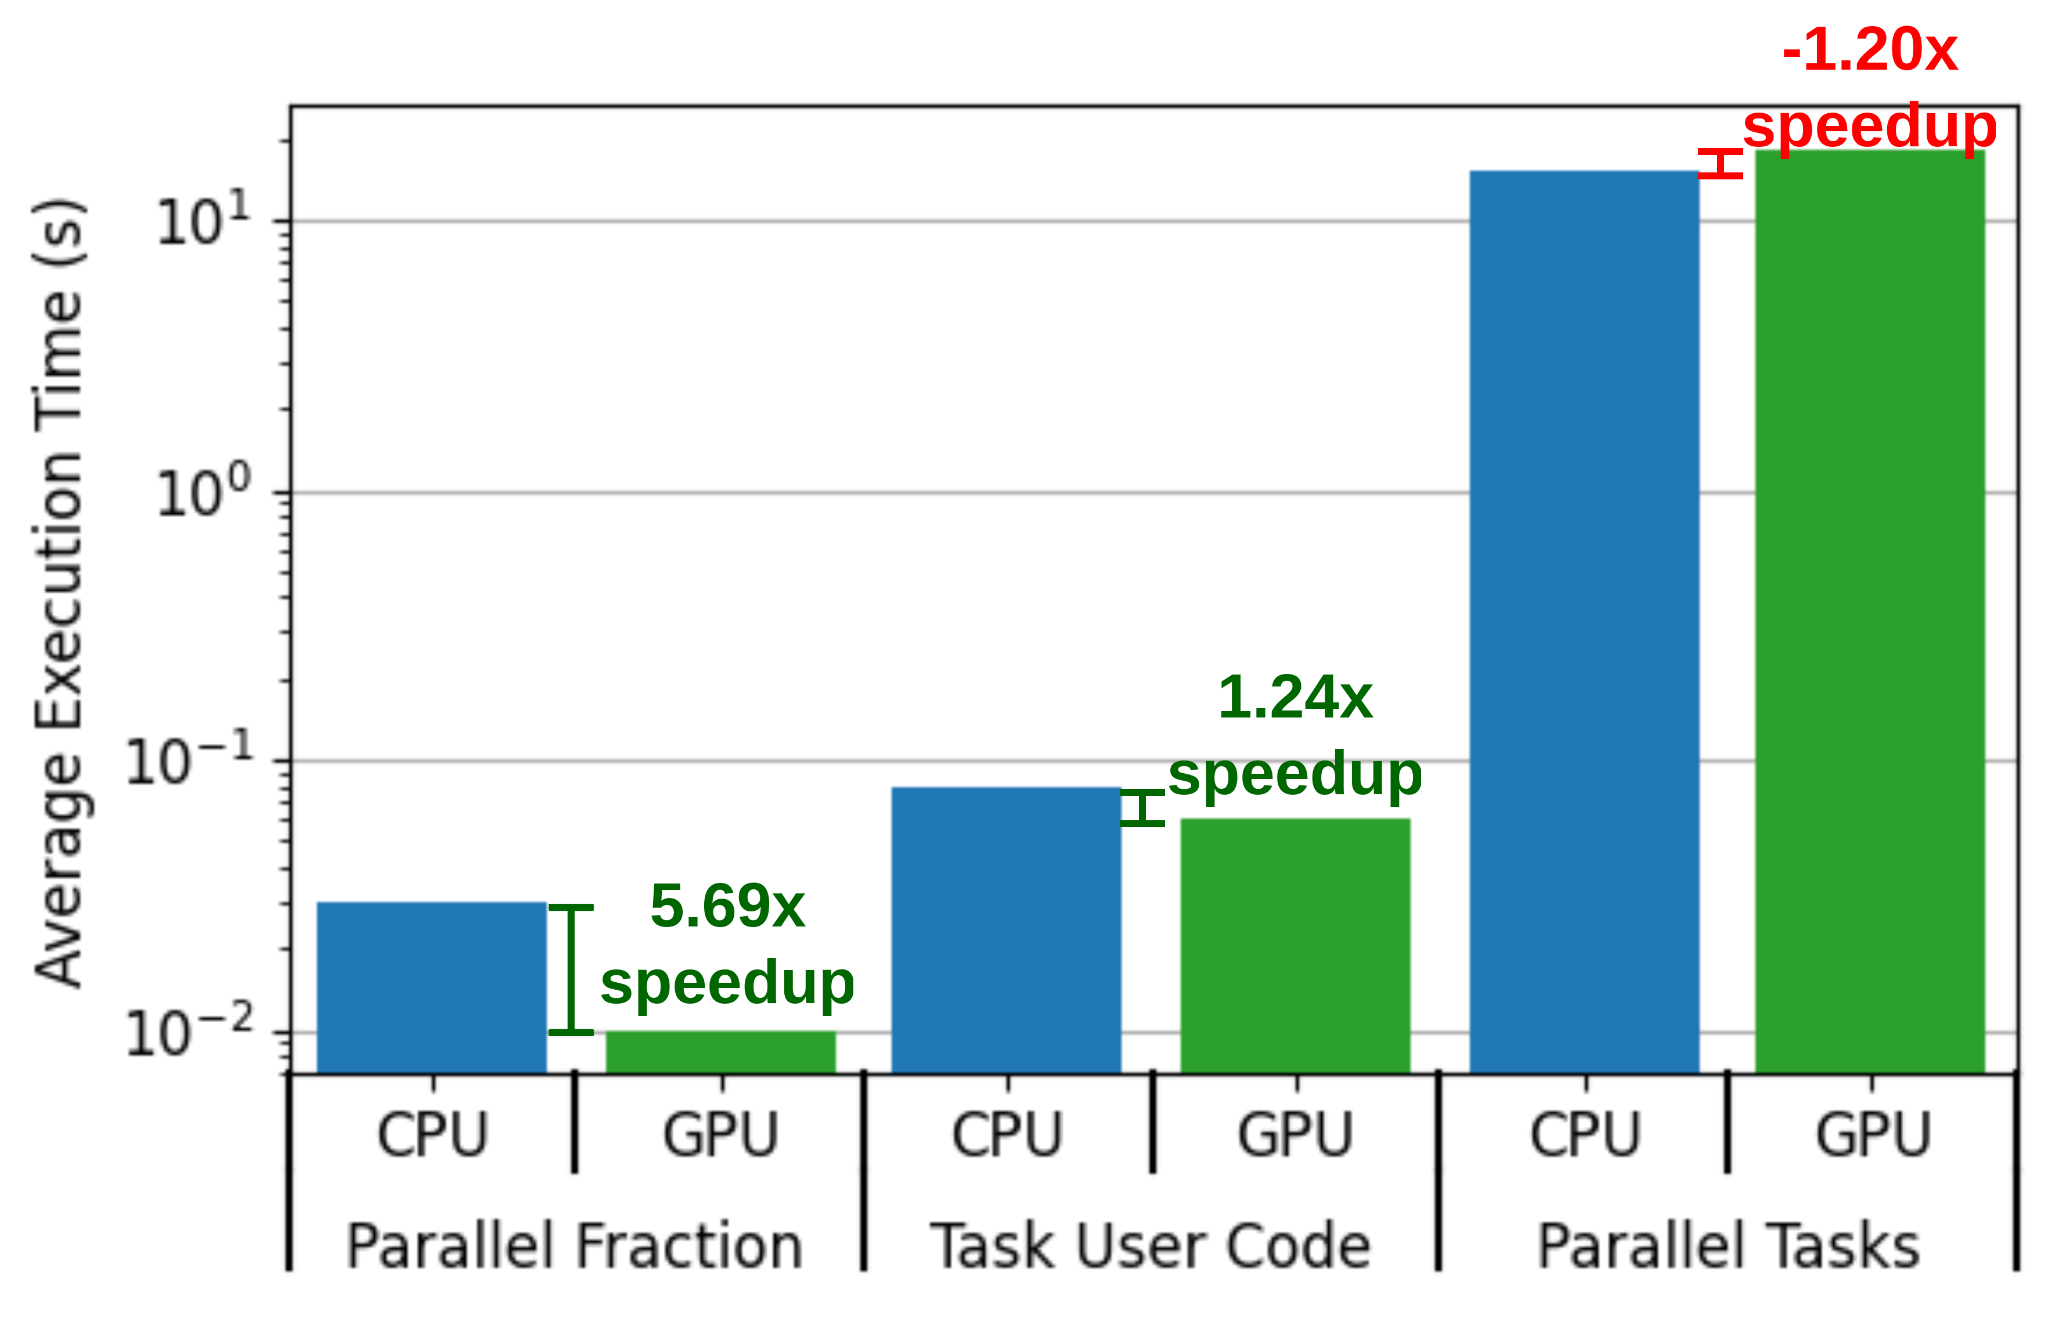 -1.20x
speedup
Average Execution Time (s)
10¹
10⁰
10⁻¹
10⁻²
1.24x
speedup
5.69x
speedup
CPU
GPU
CPU
GPU
CPU
GPU
Parallel Fraction
Task User Code
Parallel Tasks